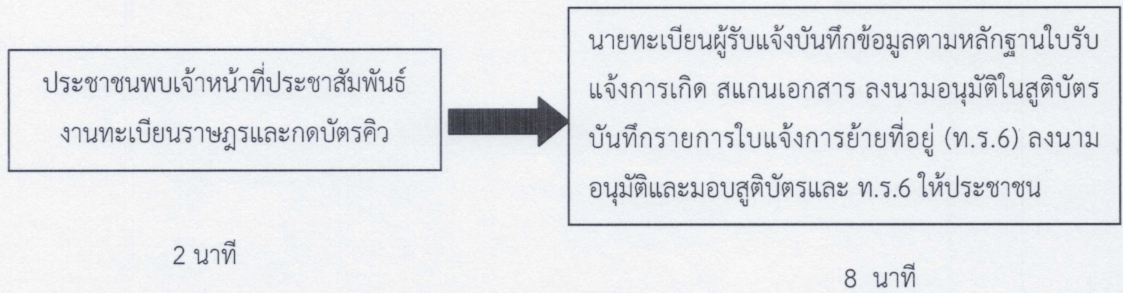 ประชาชนพบเจ้าหน้าที่ประชาสัมพันธ์
งานทะเบียนราษฎรและกดบัตรคิว
2 นาที
นายทะเบียนผู้รับแจ้งบันทึกข้อมูลตามหลักฐานใบรับ
แจ้งการเกิด สแกนเอกสาร ลงนามอนุมัติในสูติบัตร
บันทึกรายการใบแจ้งการย้ายที่อยู่ (ท.ร.6) ลงนาม
อนุมัติและมอบสูติบัตรและ ท.ร.6 ให้ประชาชน
8 นาที